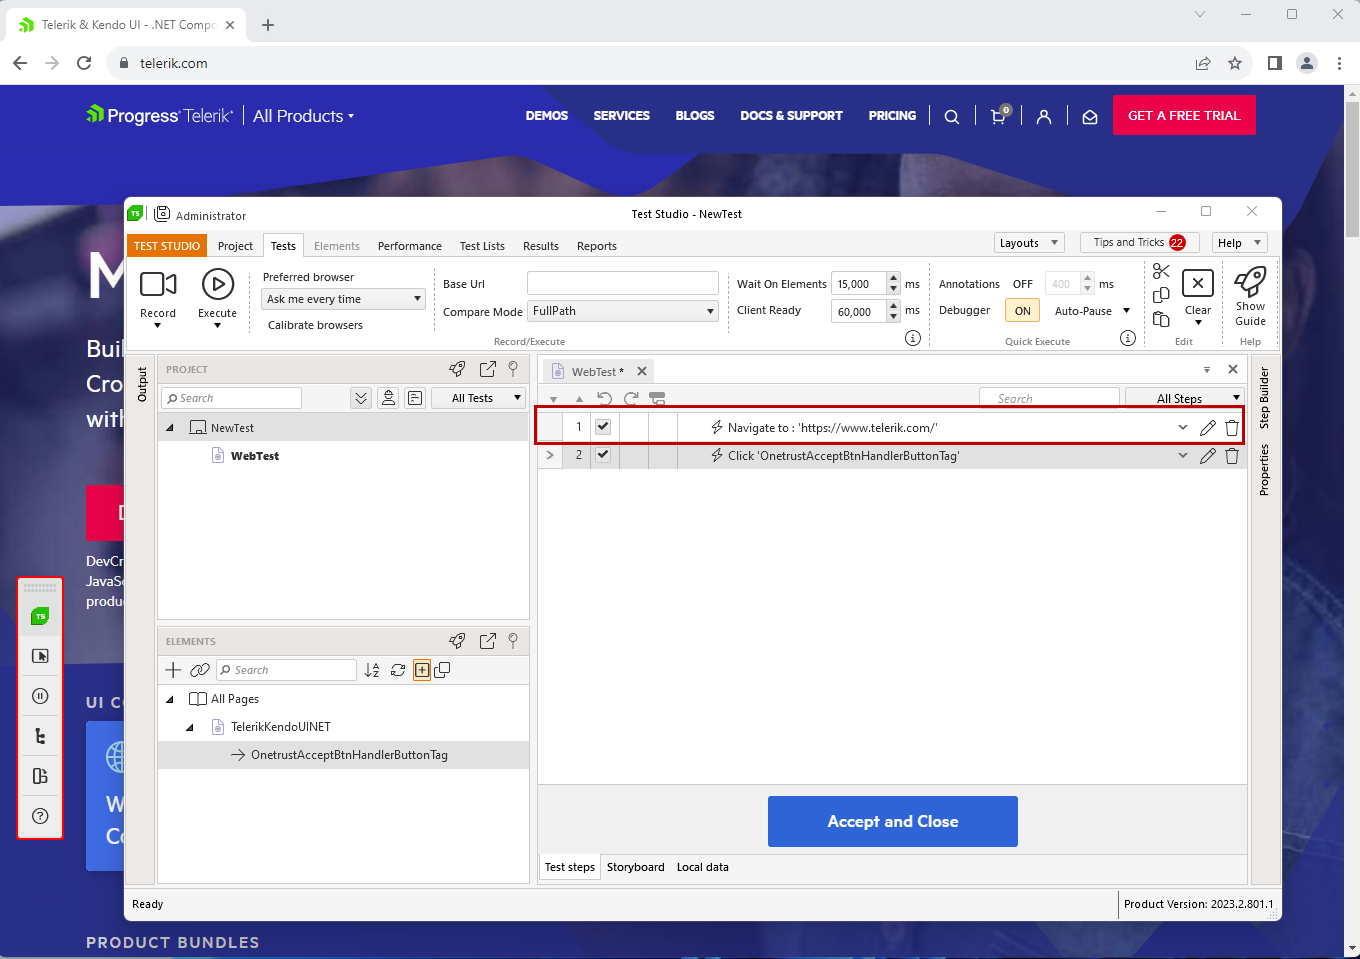 Telerik & Kendo UI - .NET Compo
telerik.com
Progress Telerik
All Products
DEMOS
SERVICES
BLOGS
DOCS & SUPPORT
PRICING
0
GET A FREE TRIAL
M
Buil
Cro
with
D
DevCr
JavaSc
produ
UI CO
W
Co
PRODUCT BUNDLES
TS
TS
Administrator
Test Studio - NewTest
TEST STUDIO
Project
Tests
Elements
Performance
Test Lists
Results
Reports
Layouts
Tips and Tricks 22
Help
Record
Execute
Preferred browser
Ask me every time
Calibrate browsers
Base Url
Compare Mode FullPath
Record/Execute
Wait On Elements 15,000 ms
Client Ready 60,000 ms
Annotations OFF 400 ms
Debugger ON Auto-Pause
Quick Execute
Clear
Edit
Show
Guide
Help
Output
PROJECT
Search
All Tests
NewTest
WebTest
ELEMENTS
Search
All Pages
TelerikKendoUINET
OnetrustAcceptBtnHandlerButtonTag
WebTest *
Search
All Steps
1 Navigate to : 'https://www.telerik.com/'
2 Click 'OnetrustAcceptBtnHandlerButtonTag'
Accept and Close
Test steps
Storyboard
Local data
Step Builder
Properties
Ready
Product Version: 2023.2.801.1